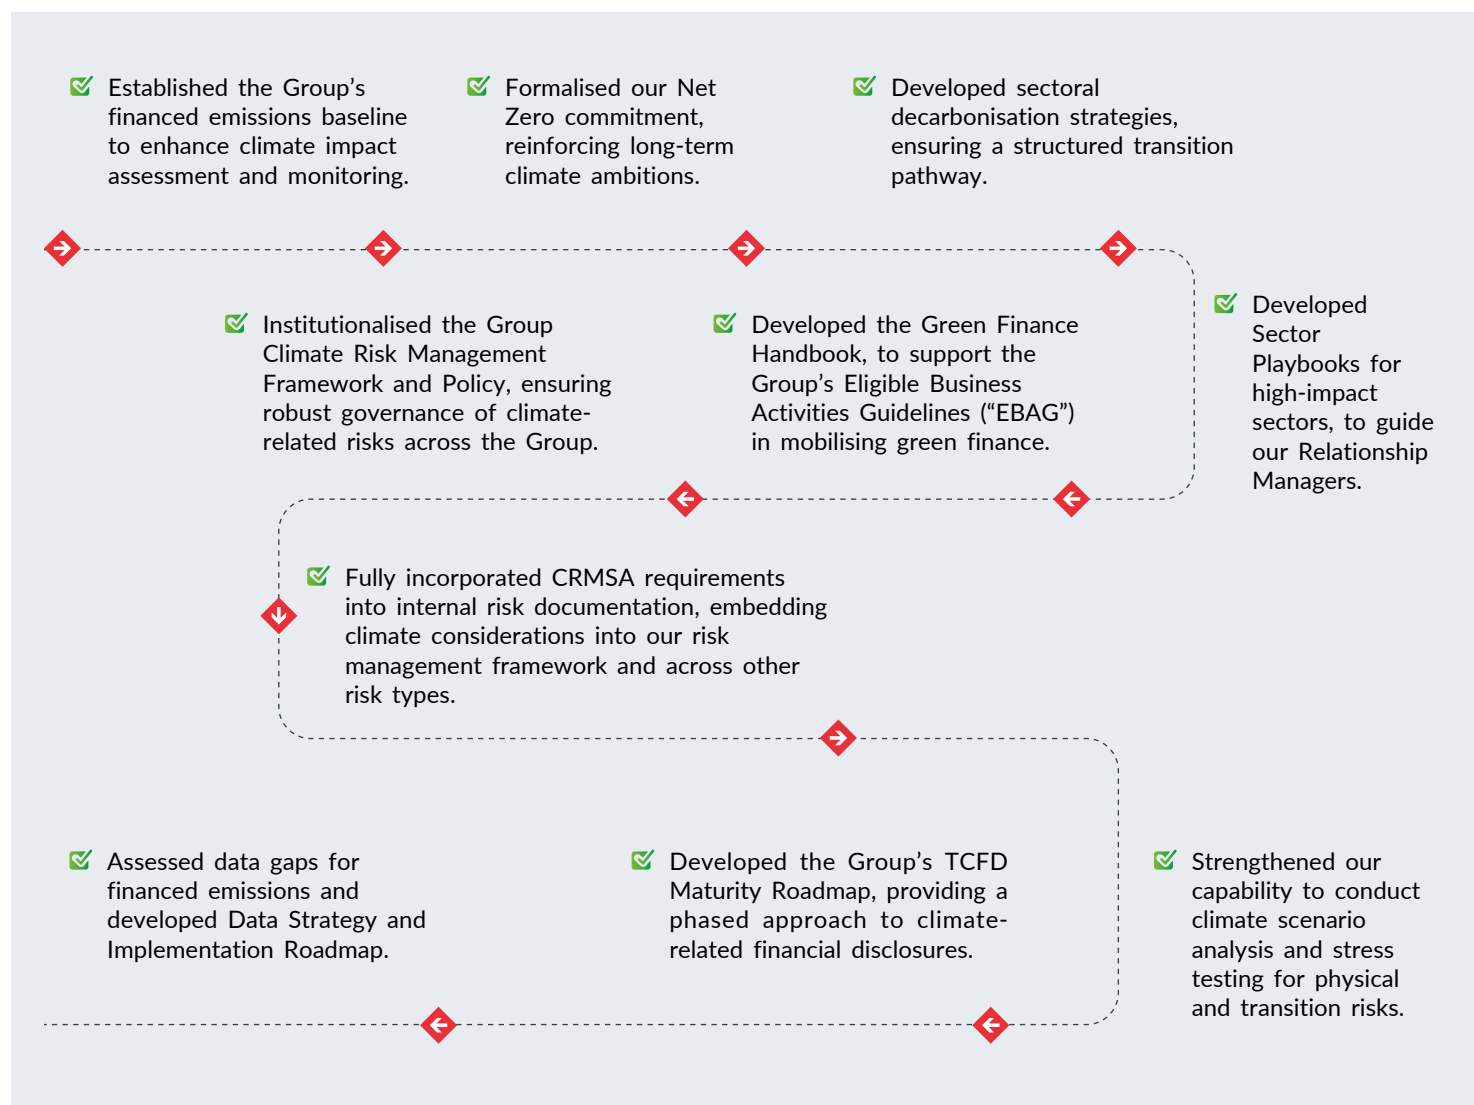 Established the Group’s
financed emissions baseline
to enhance climate impact
assessment and monitoring.
Formalised our Net
Zero commitment,
reinforcing long-term
climate ambitions.
Developed sectoral
decarbonisation strategies,
ensuring a structured transition
pathway.
Developed
Sector
Playbooks for
high-impact
sectors, to guide
our Relationship
Managers.
Developed the Green Finance
Handbook, to support the
Group’s Eligible Business
Activities Guidelines (“EBAG”)
in mobilising green finance.
Institutionalised the Group
Climate Risk Management
Framework and Policy, ensuring
robust governance of climate-
related risks across the Group.
Fully incorporated CRMSA requirements
into internal risk documentation, embedding
climate considerations into our risk
management framework and across other
risk types.
Strengthened our
capability to conduct
climate scenario
analysis and stress
testing for physical
and transition risks.
Developed the Group’s TCFD
Maturity Roadmap, providing a
phased approach to climate-
related financial disclosures.
Assessed data gaps for
financed emissions and
developed Data Strategy and
Implementation Roadmap.